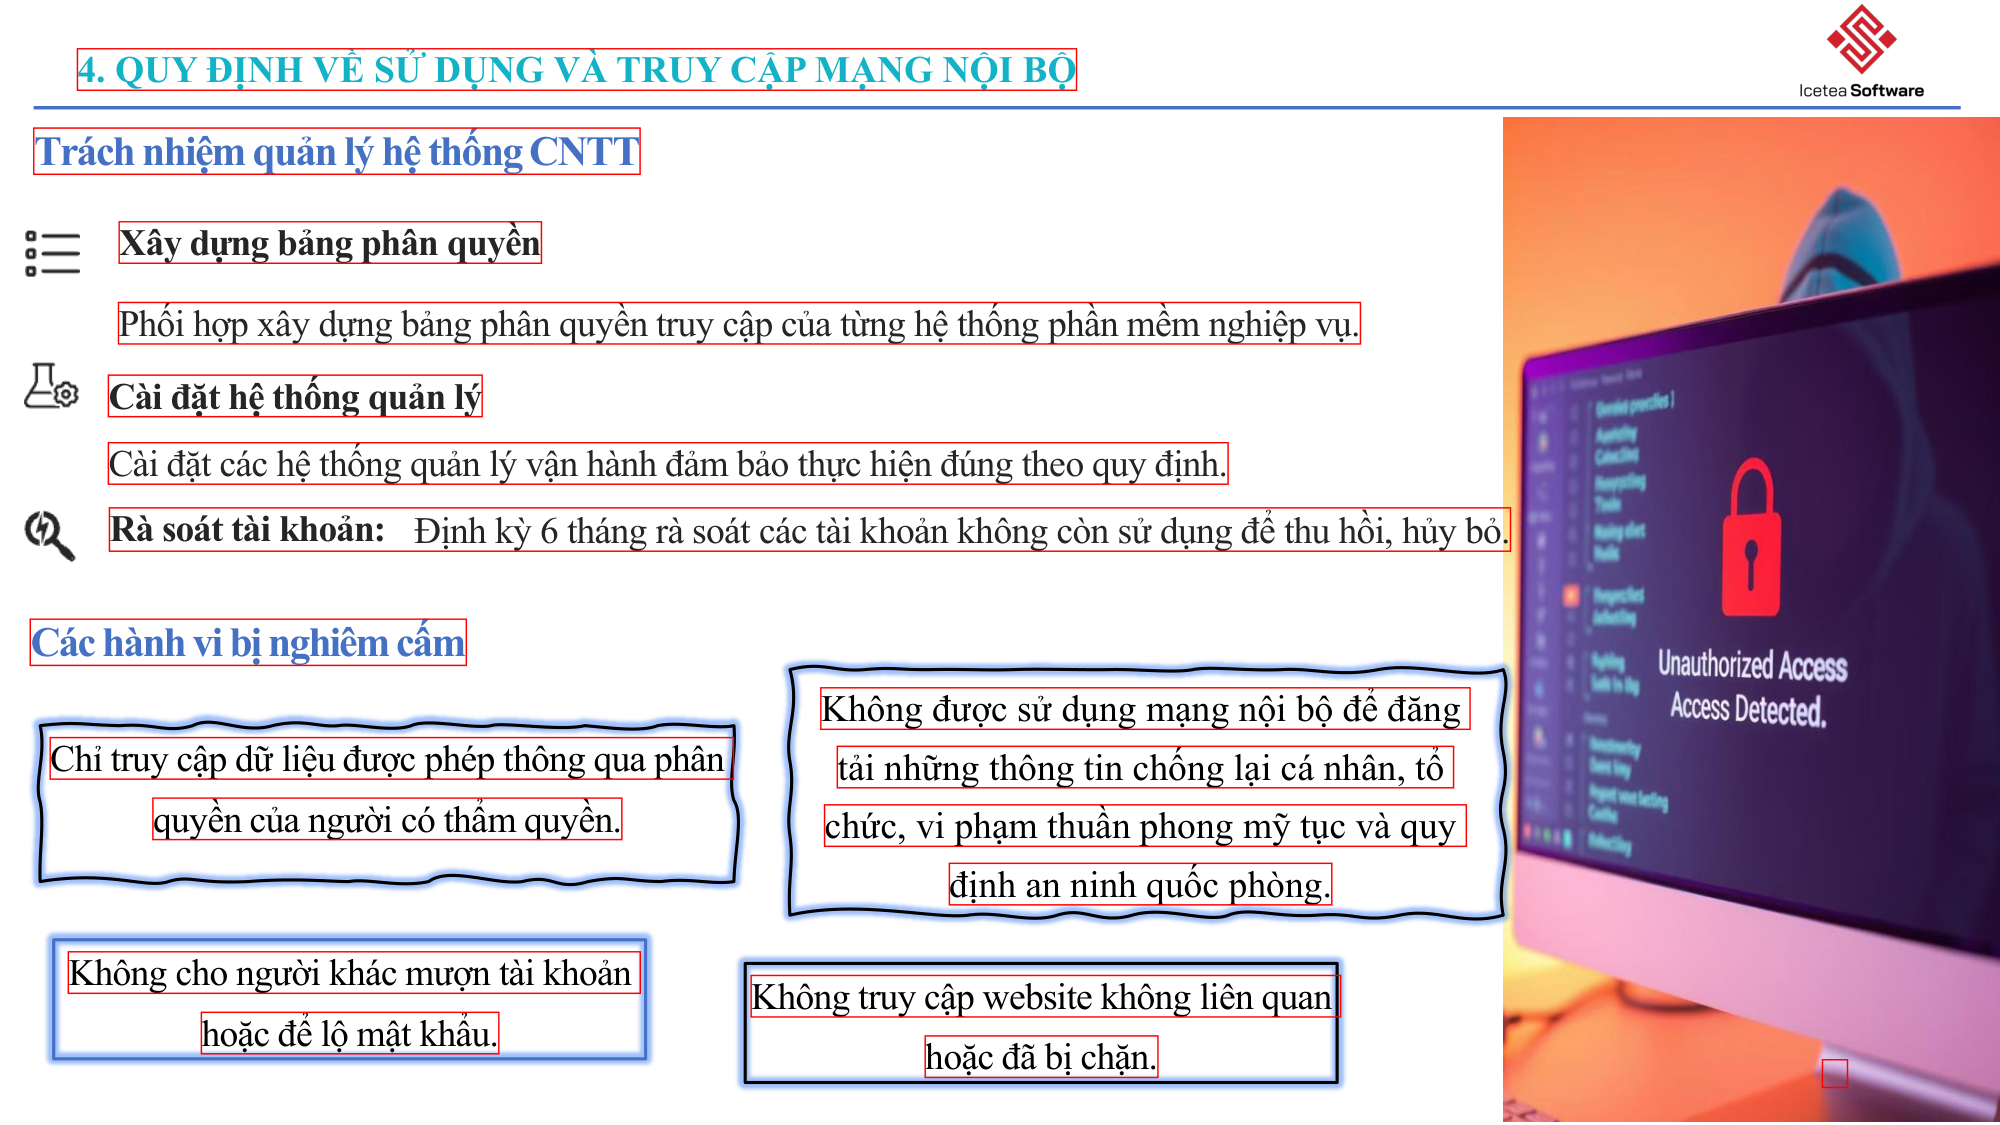 4. QUY ĐỊNH VỀ SỬ DỤNG VÀ TRUY CẬP MẠNG NỘI BỘ
Icetea Software
Trách nhiệm quản lý hệ thống CNTT
Xây dựng bảng phân quyền
Phối hợp xây dựng bảng phân quyền truy cập của từng hệ thống phần mềm nghiệp vụ.
Cài đặt hệ thống quản lý
Cài đặt các hệ thống quản lý vận hành đảm bảo thực hiện đúng theo quy định.
Rà soát tài khoản: Định kỳ 6 tháng rà soát các tài khoản không còn sử dụng để thu hồi, hủy bỏ.
Các hành vi bị nghiêm cấm
Chỉ truy cập dữ liệu được phép thông qua phân
quyền của người có thẩm quyền.
Không được sử dụng mạng nội bộ để đăng
tải những thông tin chống lại cá nhân, tổ
chức, vi phạm thuần phong mỹ tục và quy
định an ninh quốc phòng.
Không cho người khác mượn tài khoản
hoặc để lộ mật khẩu.
Không truy cập website không liên quan
hoặc đã bị chặn.
Unauthorized Access
Access Detected.